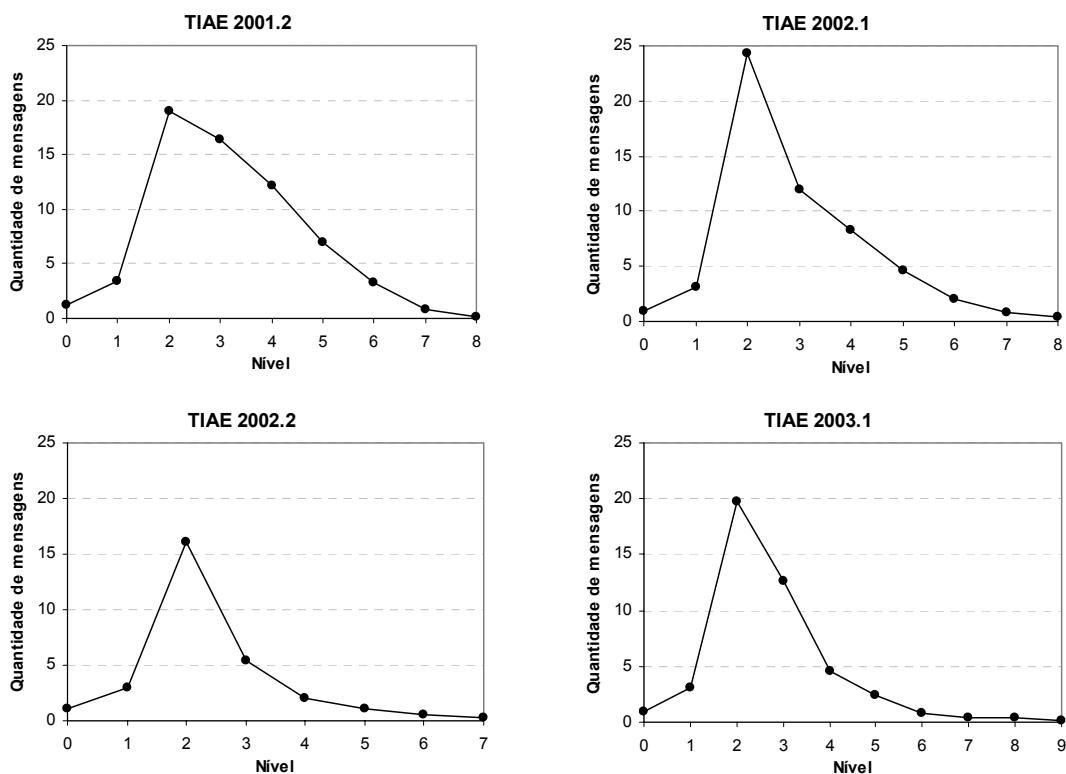 TIAE 2001.2
25
20
15
10
5
0
Quantidade de mensagens
0 1 2 3 4 5 6 7 8
Nível
TIAE 2002.1
25
20
15
10
5
0
Quantidade de mensagens
0 1 2 3 4 5 6 7 8
Nível
TIAE 2002.2
25
20
15
10
5
0
Quantidade de mensagens
0 1 2 3 4 5 6 7
Nível
TIAE 2003.1
25
20
15
10
5
0
Quantidade de mensagens
0 1 2 3 4 5 6 7 8 9
Nível